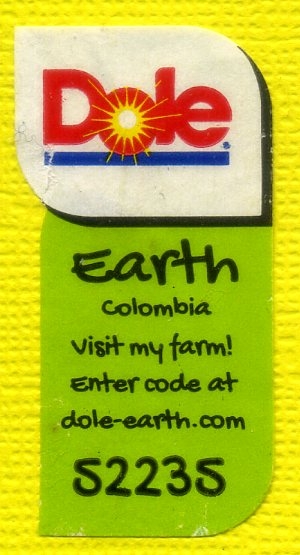 Dole
Earth
Colombia
Visit my farm!
Enter code at
dole-earth.com
52235